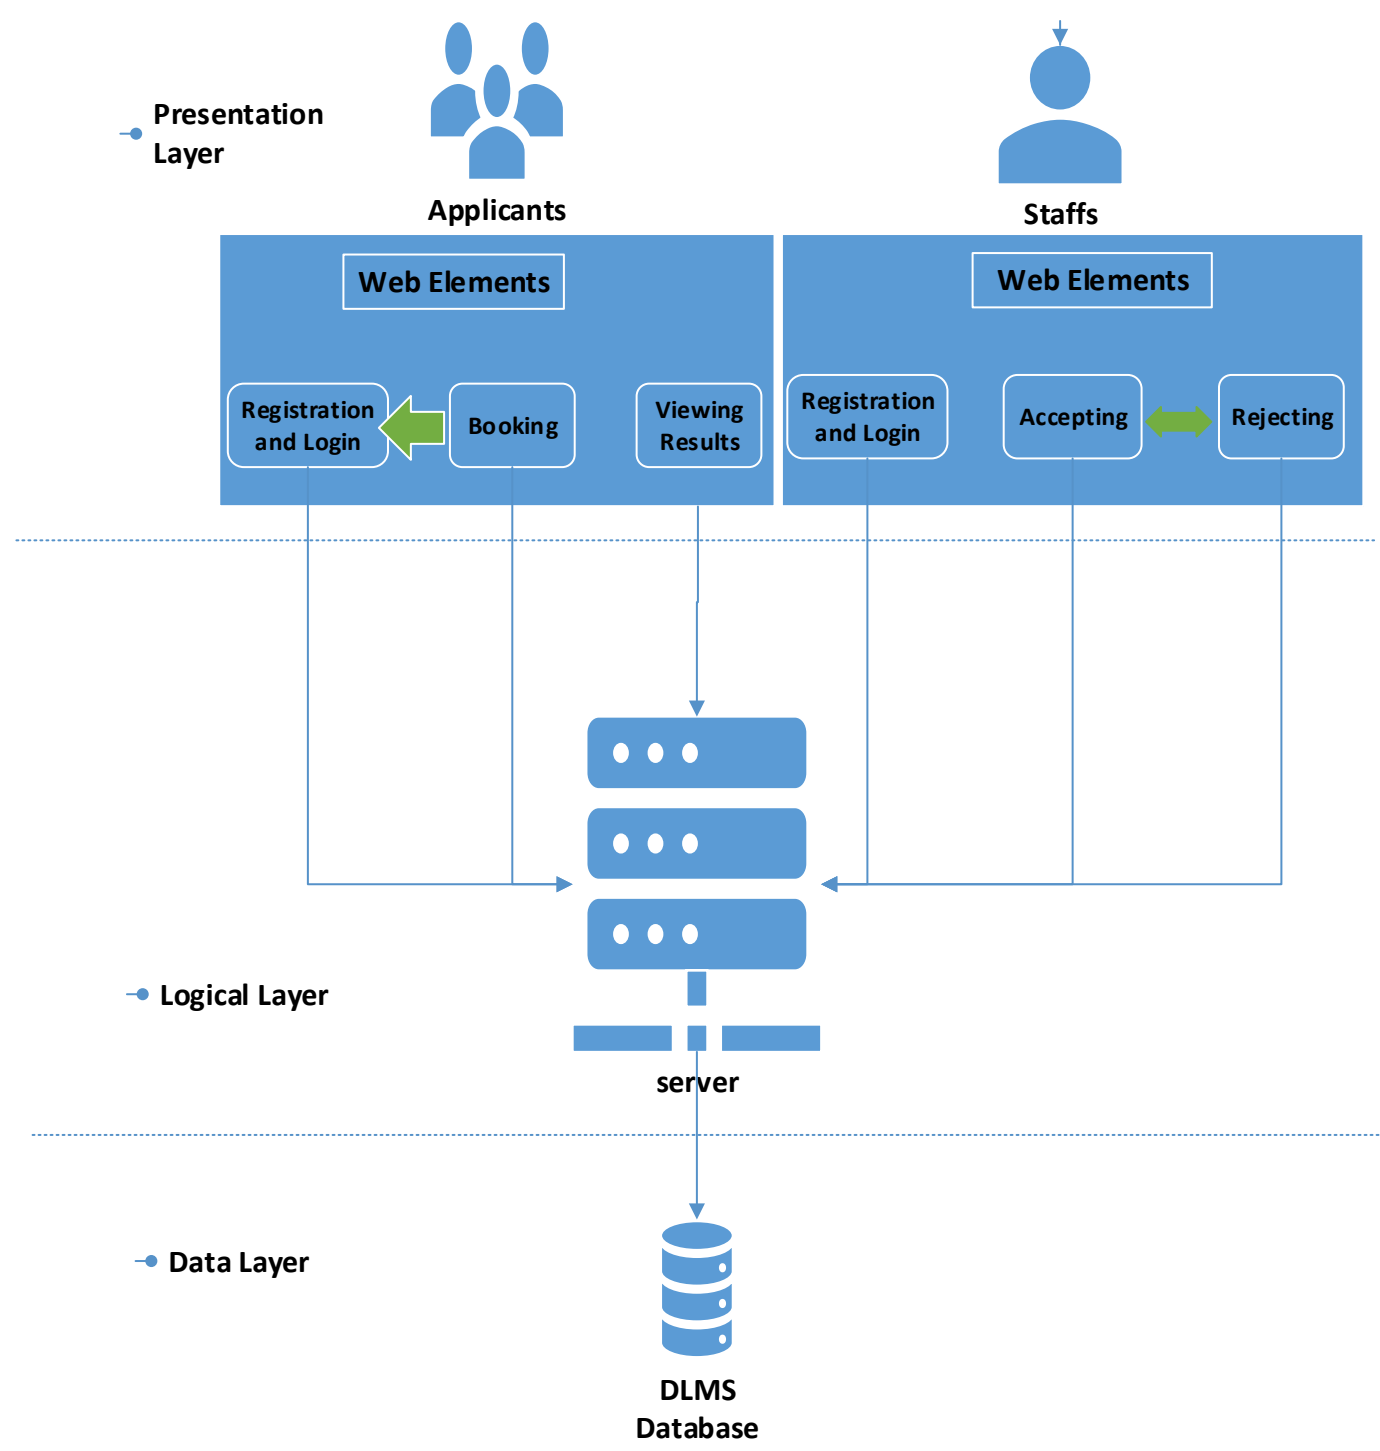 Presentation
Layer
Applicants
Staffs
Web Elements
Web Elements
Registration
and Login
Booking
Viewing
Results
Registration
and Login
Accepting
Rejecting
Logical Layer
server
Data Layer
DLMS
Database